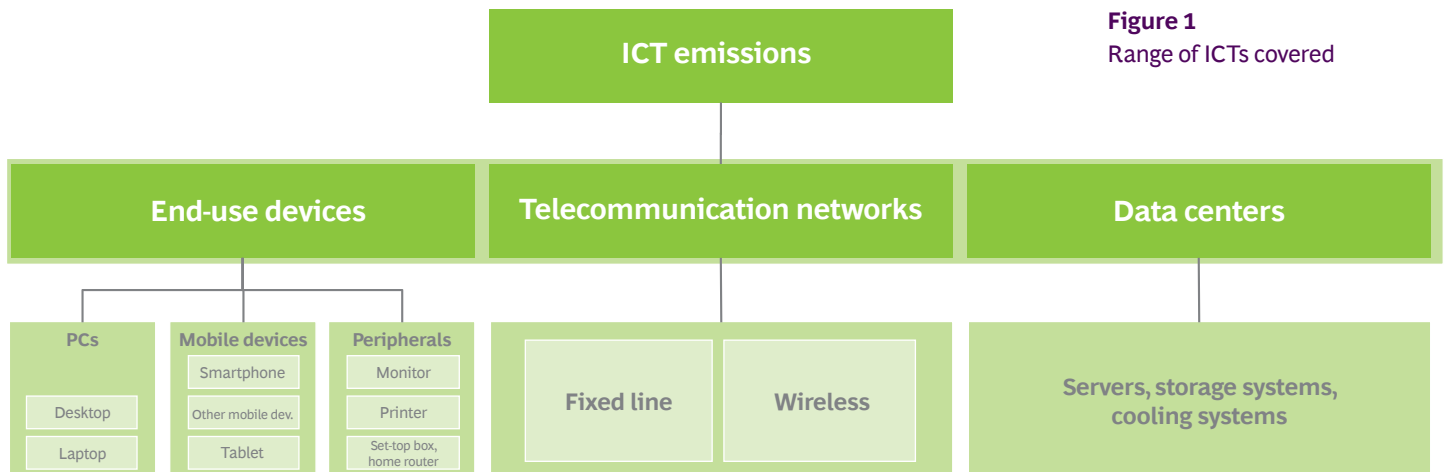 Figure 1
Range of ICTs covered
ICT emissions
End-use devices
Telecommunication networks
Data centers
PCs
Desktop
Laptop
Mobile devices
Smartphone
Other mobile dev.
Tablet
Peripherals
Monitor
Printer
Set-top box,
home router
Fixed line
Wireless
Servers, storage systems,
cooling systems